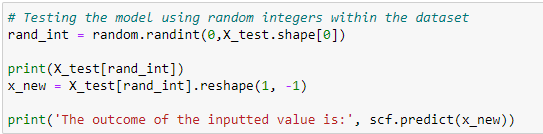 # Testing the model using random integers within the dataset
rand_int = random.randint(0,X_test.shape[0])
print(X_test[rand_int])
x_new = X_test[rand_int].reshape(1, -1)
print('The outcome of the inputted value is:', scf.predict(x_new))